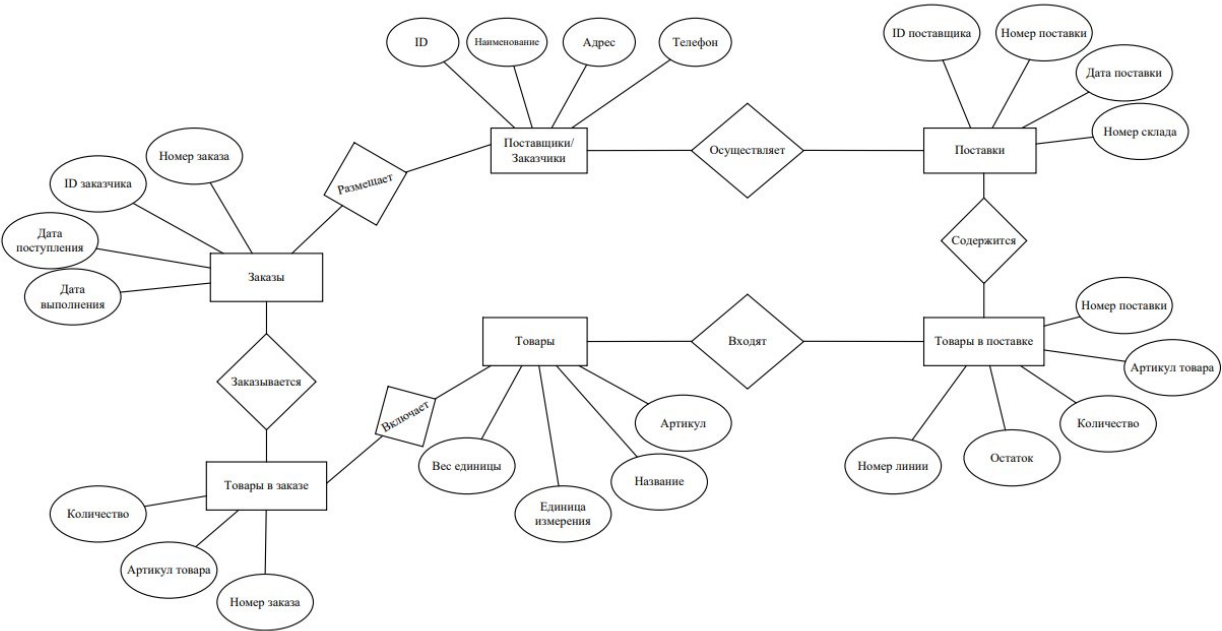 ID
Наименование
Адрес
Телефон
ID поставщика
Номер поставки
Дата поставки
Номер склада
Поставщики/
Заказчики
Осуществляет
Поставки
Размещает
Номер заказа
ID заказчика
Дата
поступления
Дата
выполнения
Заказы
Содержится
Товары
Входят
Товары в поставке
Номер поставки
Артикул товара
Количество
Остаток
Номер линии
Заказывается
Включает
Артикул
Вес единицы
Название
Единица
измерения
Товары в заказе
Количество
Артикул товара
Номер заказа